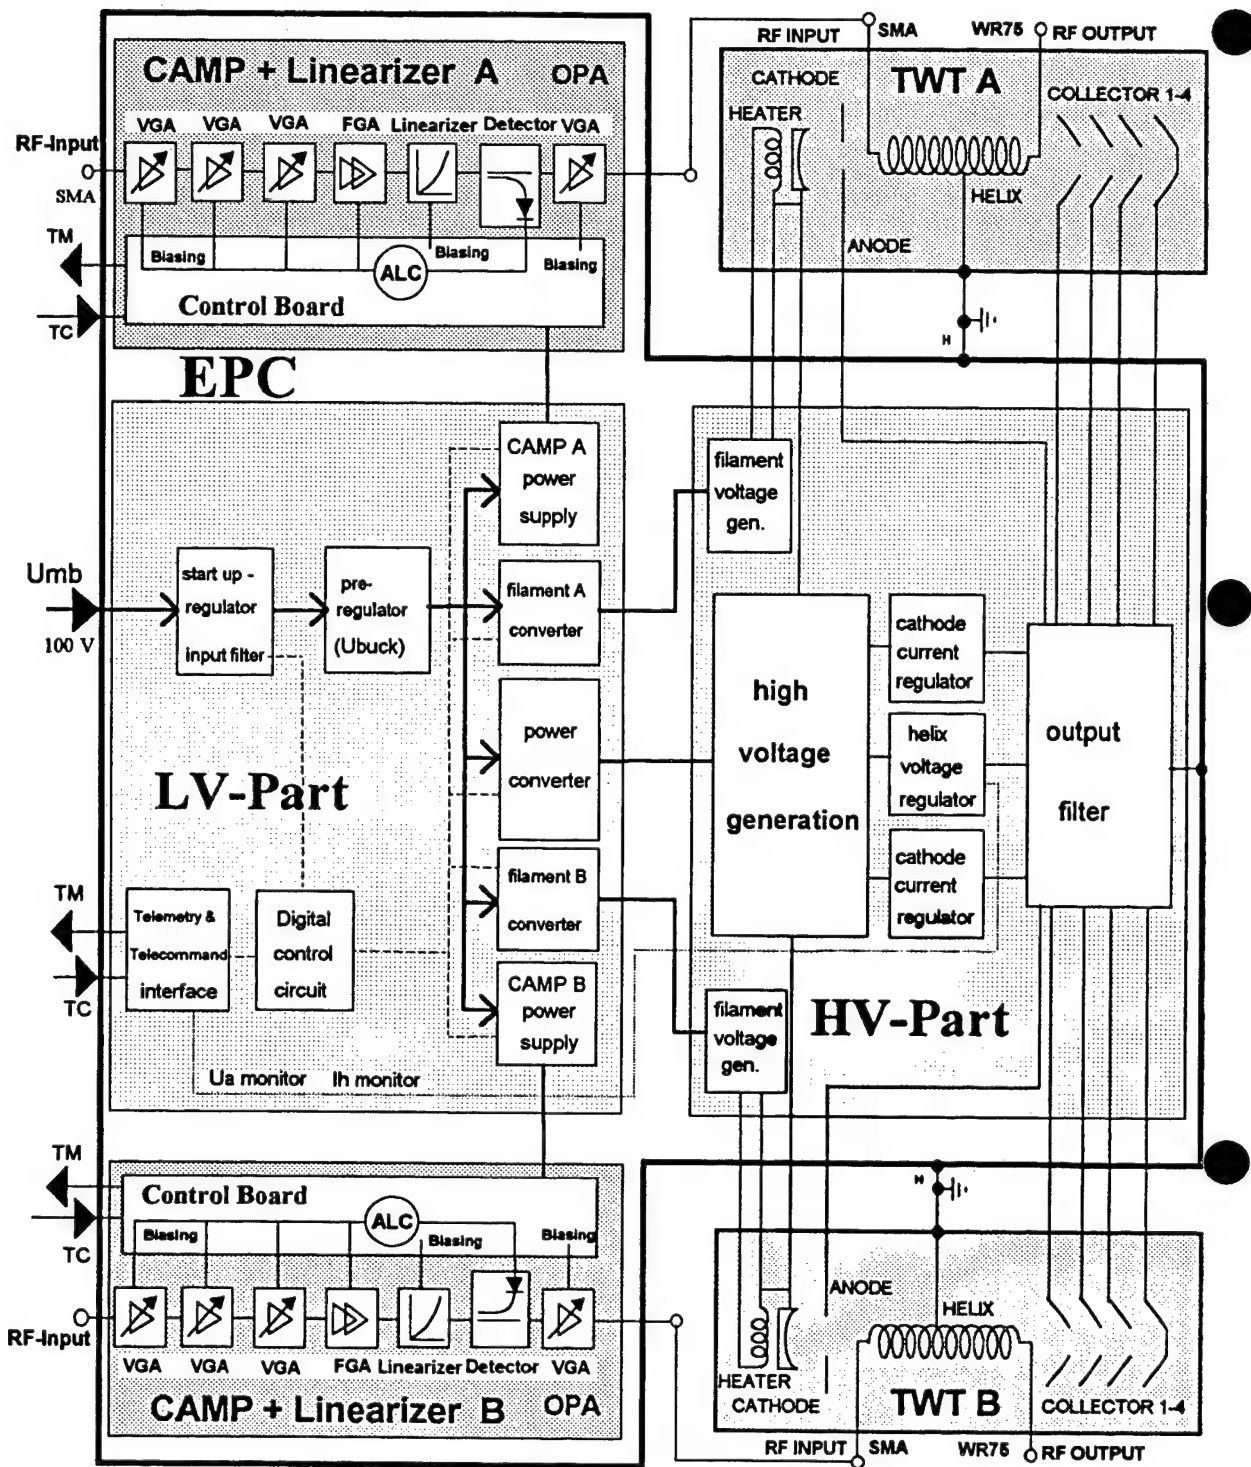 RF INPUT
SMA
WR75
RF OUTPUT
CAMP + Linearizer A
OPA
CATHODE
TWT A
COLLECTOR 1-4
HEATER
VGA
VGA
VGA
FGA
Linearizer
Detector
VGA
RF-Input
SMA
HELIX
ANODE
TM
Biasing
ALC
Biasing
Biasing
Control Board
TC
H
EPC
CAMP A
power
supply
filament
voltage
gen.
Umb
100 V
start up -
regulator
input filter
pre-
regulator
(Ubuck)
filament A
converter
cathode
current
regulator
high
voltage
generation
power
converter
helix
voltage
regulator
output
filter
LV-Part
cathode
current
regulator
filament B
converter
TM
TC
Telemetry &
Telecommand
interface
Digital
control
circuit
CAMP B
power
supply
filament
voltage
gen.
HV-Part
Ua monitor
Ih monitor
TM
TC
Control Board
ALC
Biasing
Biasing
Biasing
H
ANODE
HELIX
RF-Input
VGA
VGA
VGA
FGA
Linearizer
Detector
VGA
HEATER
CATHODE
CAMP + Linearizer B
OPA
TWT B
COLLECTOR 1-4
RF INPUT
SMA
WR75
RF OUTPUT